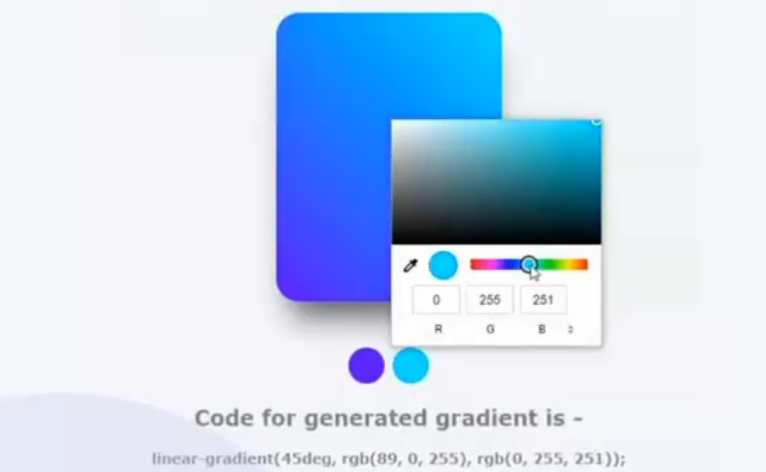 0 255 251
R G B
Code for generated gradient is -
linear-gradient(45deg, rgb(89, 0, 255), rgb(0, 255, 251));